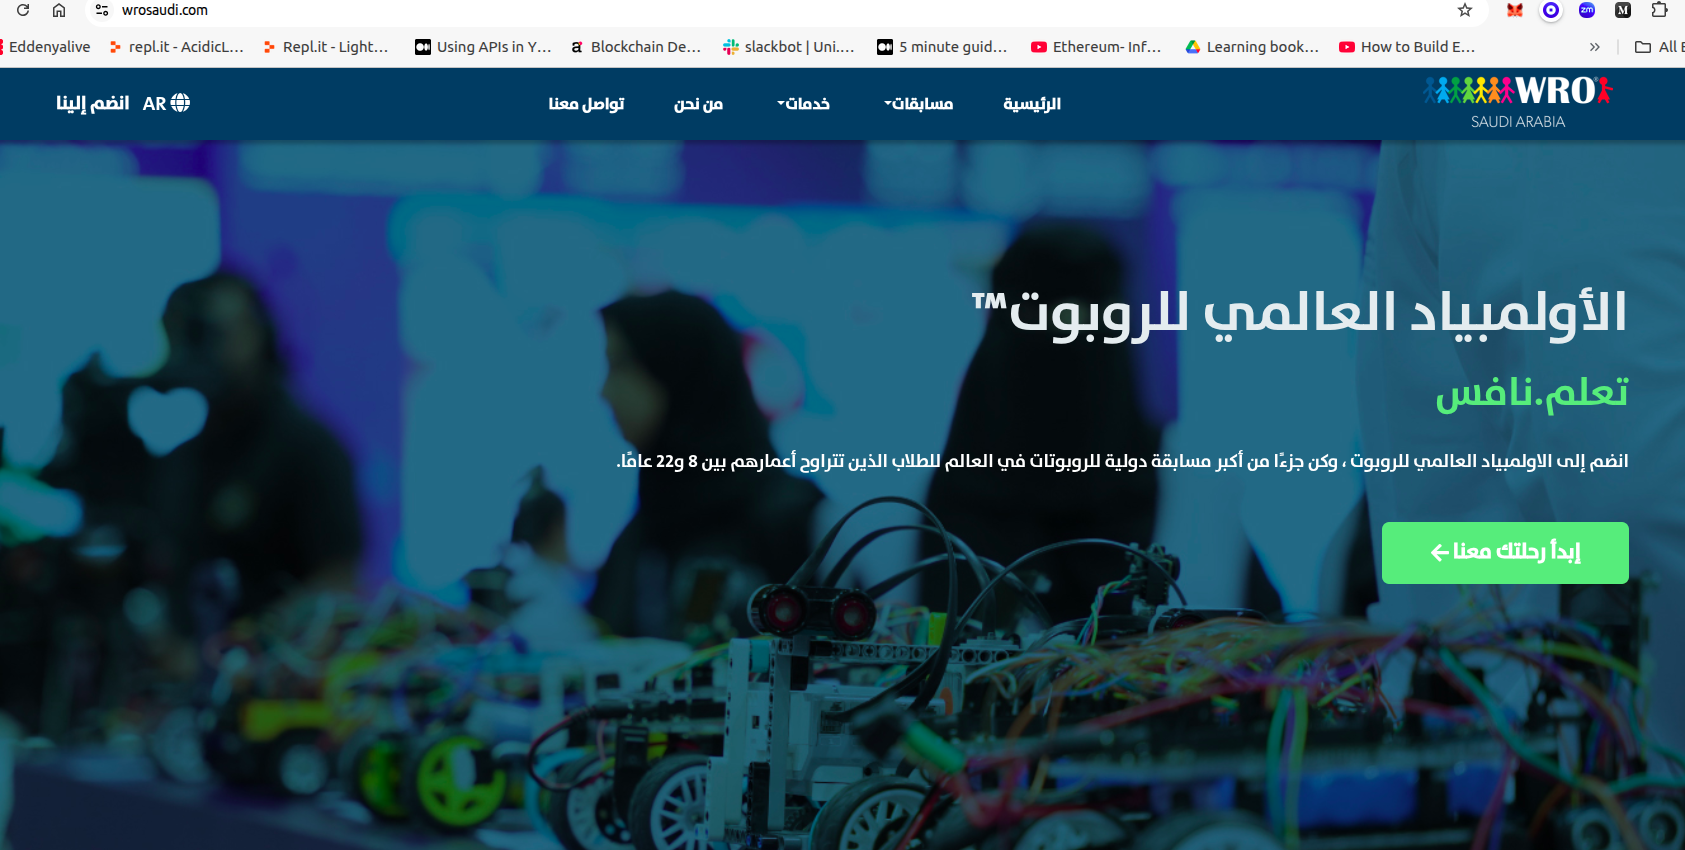 wrosaudi.com
Eddenyalive
repl.it - AcidicL...
Repl.it - Light...
Using APIs in Y...
Blockchain De...
slackbot | Uni....
5 minute guid...
Ethereum- Inf...
Learning book...
How to Build E...
»
All
WRO
SAUDI ARABIA
الرئيسية
مسابقات
خدمات
من نحن
تواصل معنا
AR
انضم إلينا
الأولمبياد العالمي للروبوت™
تعلم.نافس
انضم إلى الاولمبياد العالمي للروبوت ، وكن جزءًا من أكبر مسابقة دولية للروبوتات في العالم للطلاب الذين تتراوح أعمارهم بين 8 و22 عامًا.
إبدأ رحلتك معنا